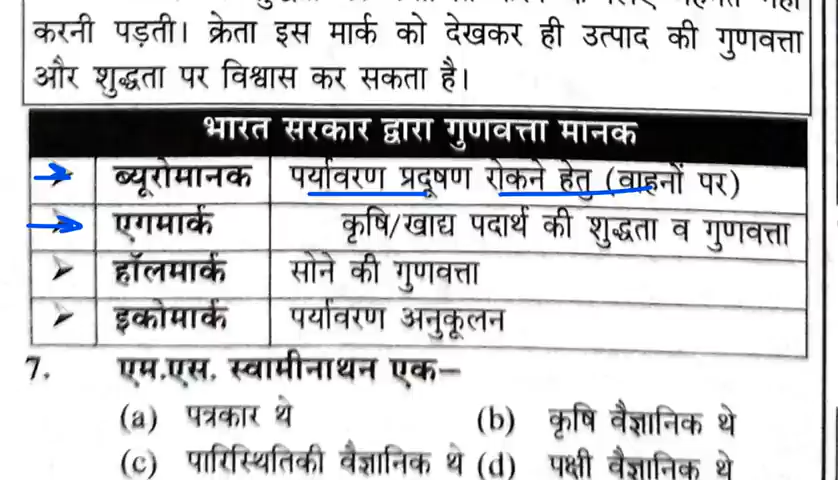 करनी पड़ती। क्रेता इस मार्क को देखकर ही उत्पाद की गुणवत्ता
और शुद्धता पर विश्वास कर सकता है।
भारत सरकार द्वारा गुणवत्ता मानक
➢ ब्यूरोमानक पर्यावरण प्रदूषण रोकने हेतु (वाहनों पर)
➢ एगमार्क कृषि/खाद्य पदार्थ की शुद्धता व गुणवत्ता
➢ हॉलमार्क सोने की गुणवत्ता
➢ इकोमार्क पर्यावरण अनुकूलन
7. एम.एस. स्वामीनाथन एक–
(a) पत्रकार थे (b) कृषि वैज्ञानिक थे
(c) पारिस्थितिकी वैज्ञानिक थे (d) पक्षी वैज्ञानिक थे